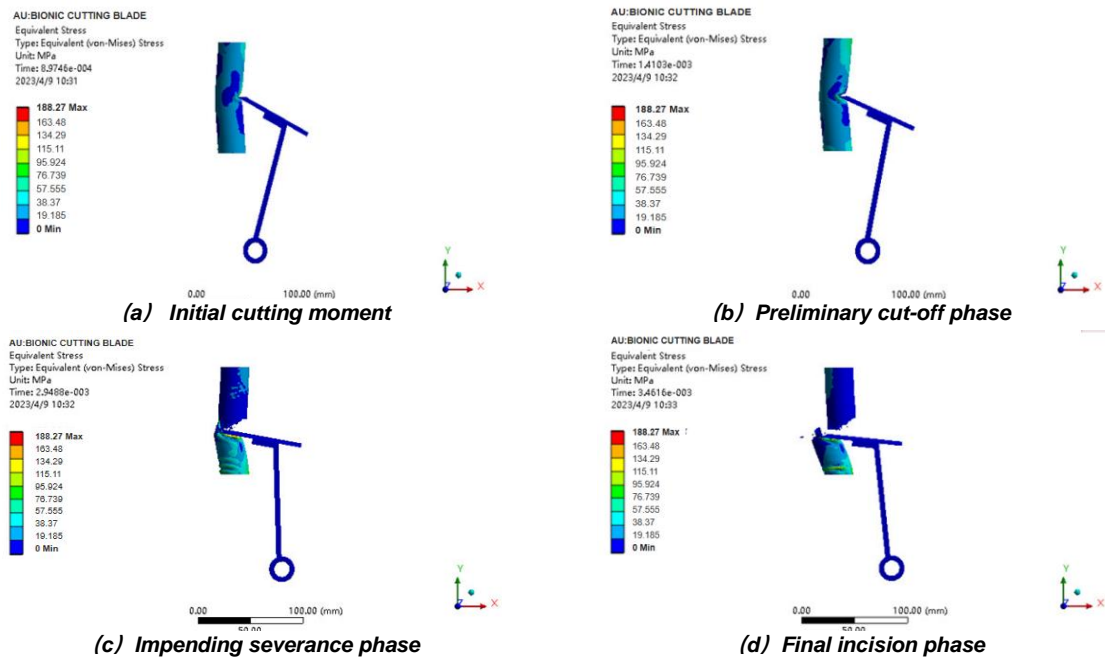 AU:BIONIC CUTTING BLADE
Equivalent Stress
Type: Equivalent (von-Mises) Stress
Unit: MPa
Time: 8.9746e-004
2023/4/9 10:31
188.27 Max
163.48
134.29
115.11
95.924
76.739
57.555
38.37
19.185
0 Min
Y
X
Z
0.00
100.00 (mm)
(a) Initial cutting moment
AU:BIONIC CUTTING BLADE
Equivalent Stress
Type: Equivalent (von-Mises) Stress
Unit: MPa
Time: 1.4103e-003
2023/4/9 10:32
188.27 Max
163.48
134.29
115.11
95.924
76.739
57.555
38.37
19.185
0 Min
Y
X
Z
0.00
100.00 (mm)
(b) Preliminary cut-off phase
AU:BIONIC CUTTING BLADE
Equivalent Stress
Type: Equivalent (von-Mises) Stress
Unit: MPa
Time: 2.9488e-003
2023/4/9 10:32
188.27 Max
163.48
134.29
115.11
95.924
76.739
57.555
38.37
19.185
0 Min
Y
X
Z
0.00
100.00 (mm)
50.00
(c) Impending severance phase
AU:BIONIC CUTTING BLADE
Equivalent Stress
Type: Equivalent (von-Mises) Stress
Unit: MPa
Time: 3.4616e-003
2023/4/9 10:33
188.27 Max
163.48
134.29
115.11
95.924
76.739
57.555
38.37
19.185
0 Min
Y
X
Z
0.00
100.00 (mm)
50.00
(d) Final incision phase